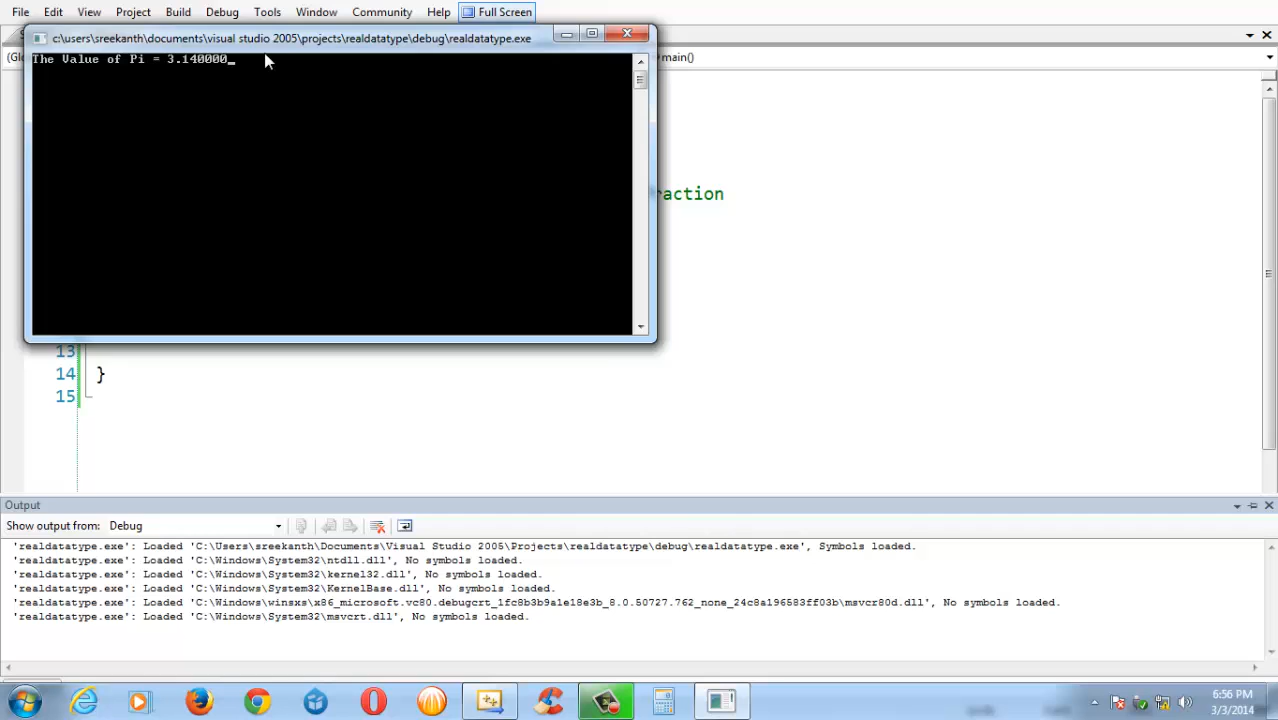 File Edit View Project Build Debug Tools Window Community Help Full Screen
c:\users\sreekanth\documents\visual studio 2005\projects\realdatatype\debug\realdatatype.exe
(Glo
main()
The Value of Pi = 3.140000_
raction
13
14 }
15
Output
Show output from: Debug
'realdatatype.exe': Loaded 'C:\Users\sreekanth\Documents\Visual Studio 2005\Projects\realdatatype\debug\realdatatype.exe', Symbols loaded.
'realdatatype.exe': Loaded 'C:\Windows\System32\ntdll.dll', No symbols loaded.
'realdatatype.exe': Loaded 'C:\Windows\System32\kernel32.dll', No symbols loaded.
'realdatatype.exe': Loaded 'C:\Windows\System32\KernelBase.dll', No symbols loaded.
'realdatatype.exe': Loaded 'C:\Windows\winsxs\x86_microsoft.vc80.debugcrt_1fc8b3b9a1e18e3b_8.0.50727.762_none_24c8a196583ff03b\msvcr80d.dll', No symbols loaded.
'realdatatype.exe': Loaded 'C:\Windows\System32\msvcrt.dll', No symbols loaded.
6:56 PM
3/3/2014